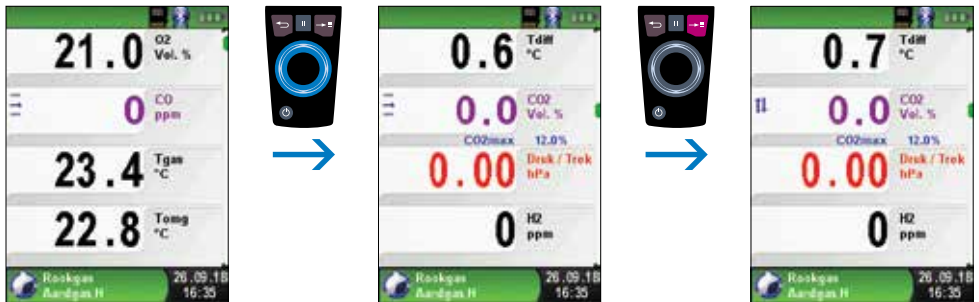 21.0 O2
Vol. %
0 CO
ppm
23.4 Tgas
°C
22.8 Tomg
°C
Rookgas 26.09.18
Aardgas H 16:35
0.6 Tdiff
°C
0.0 CO2
Vol. %
CO2max 12.0%
0.00 Druk / Trek
hPa
0 H2
ppm
Rookgas 26.09.18
Aardgas H 16:35
0.7 Tdiff
°C
0.0 CO2
Vol. %
CO2max 12.0%
0.00 Druk / Trek
hPa
0 H2
ppm
Rookgas 26.09.18
Aardgas H 16:35